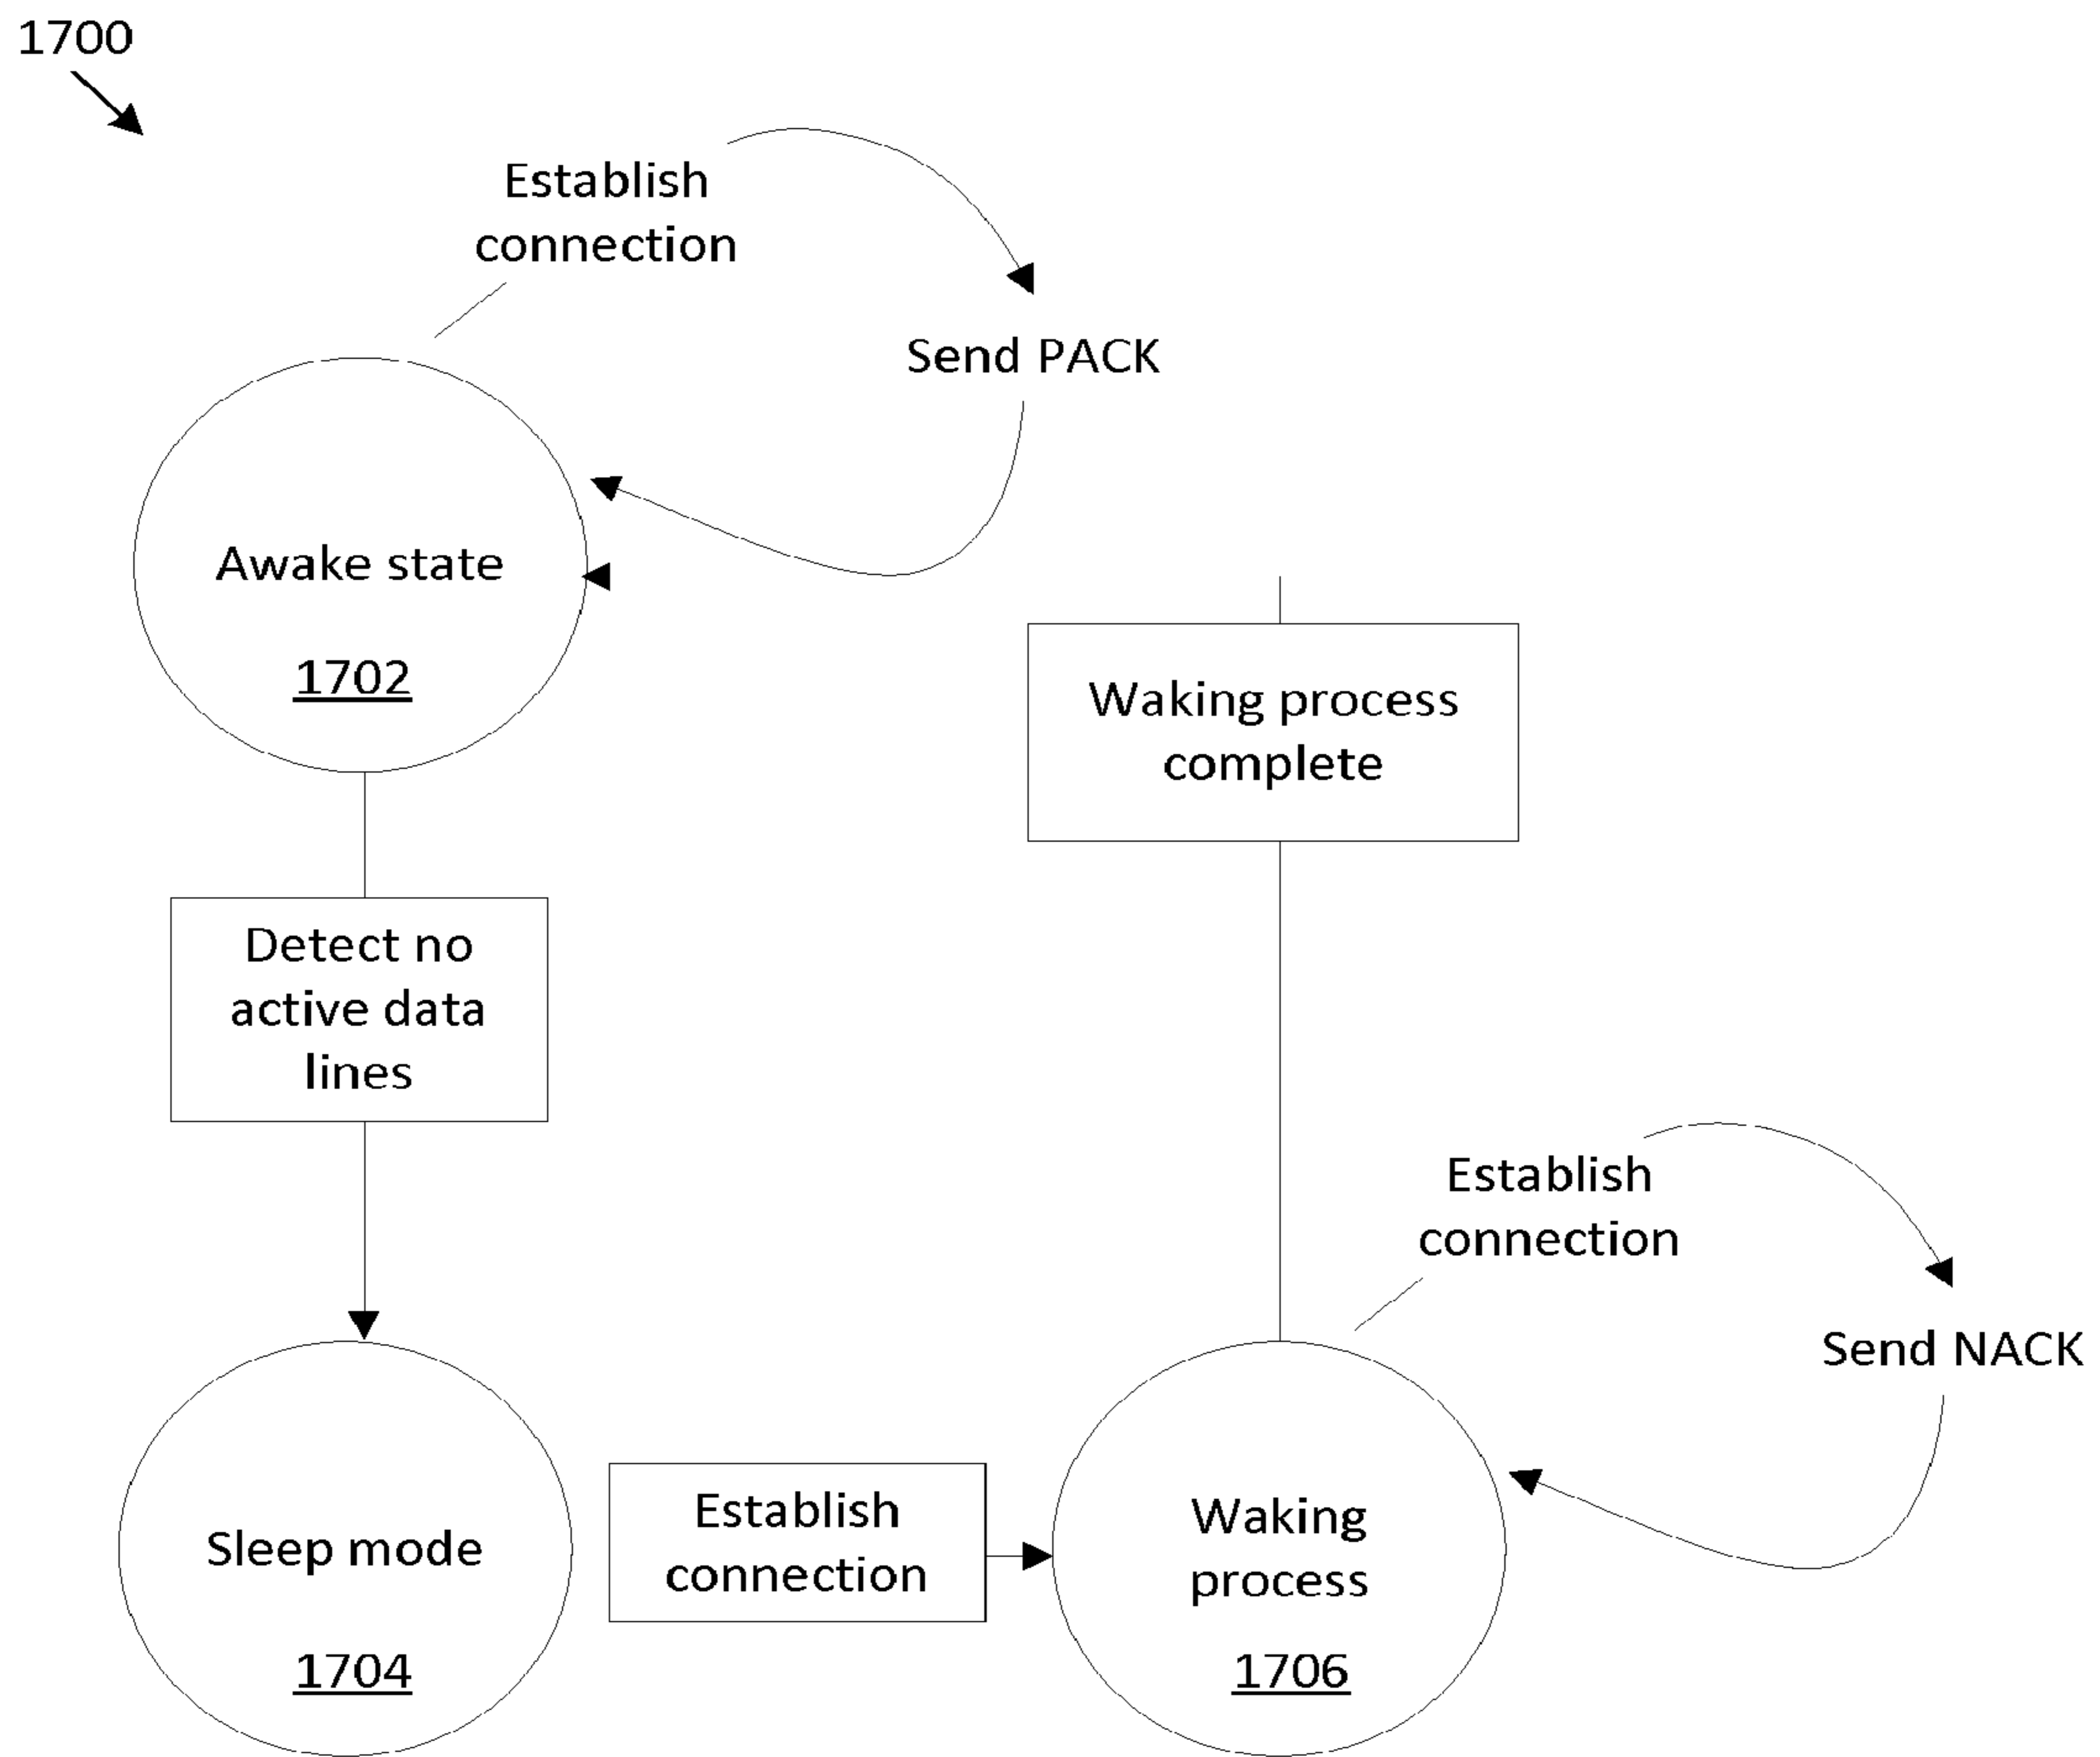 1700
Establish
connection
Send PACK
Awake state
1702
Waking process
complete
Detect no
active data
lines
Establish
connection
Send NACK
Sleep mode
1704
Establish
connection
Waking
process
1706